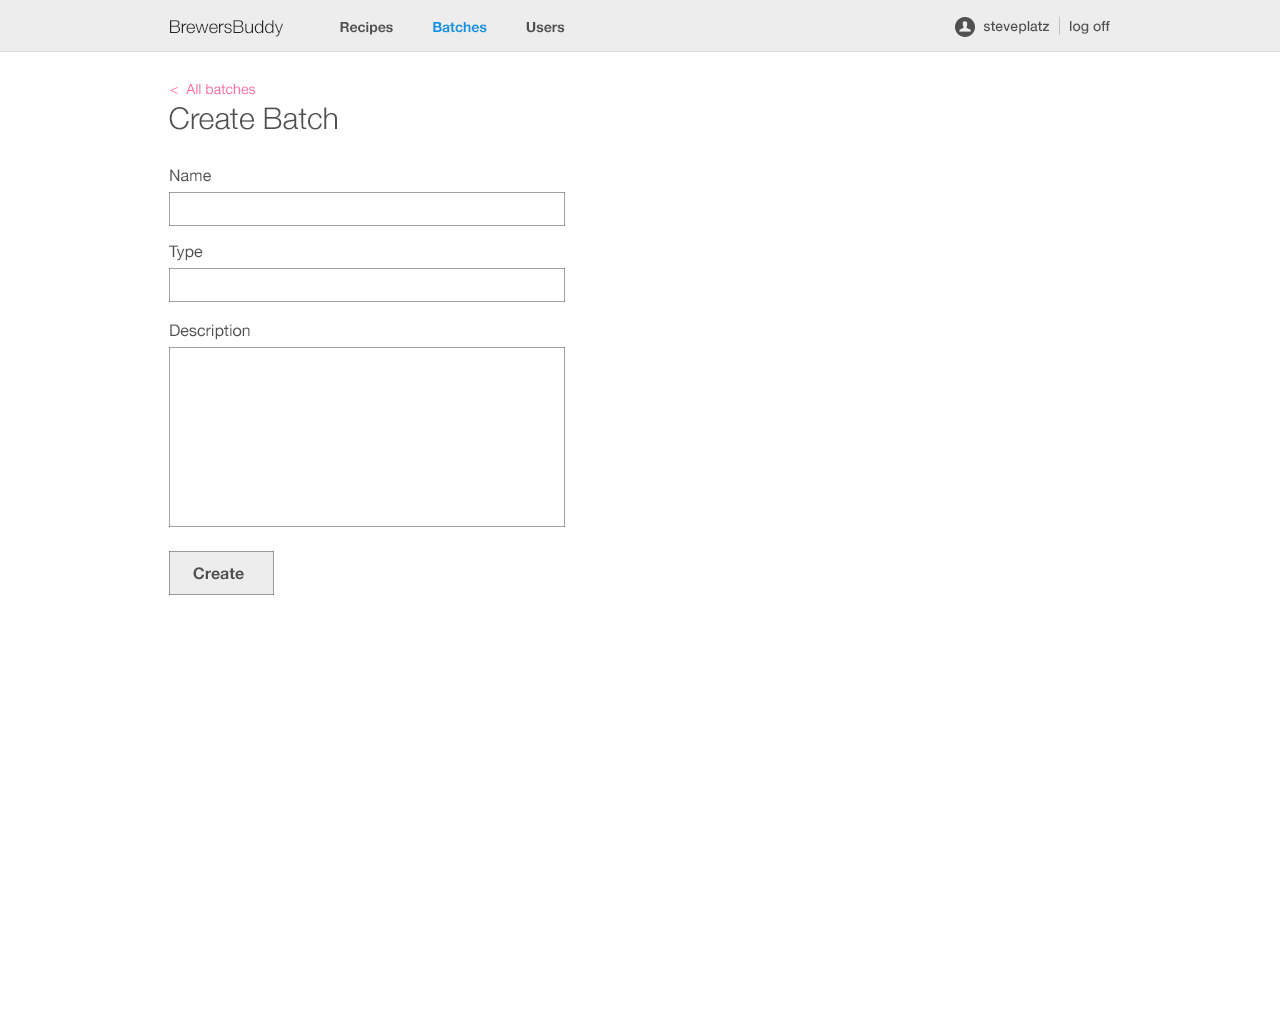 BrewersBuddy Recipes Batches Users steveplatz log off
< All batches
Create Batch
Name
Type
Description
Create